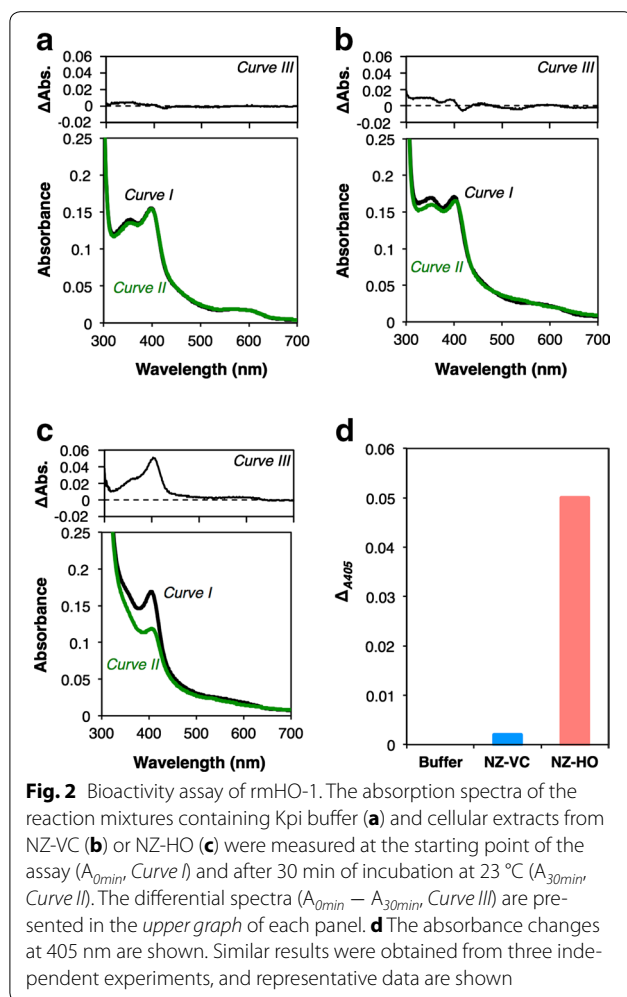 a
ΔAbs.
0.06
0.04
0.02
0
-0.02
Curve III
Absorbance
0.25
0.2
0.15
0.1
0.05
0
Curve I
Curve II
300 400 500 600 700
Wavelength (nm)
b
ΔAbs.
0.06
0.04
0.02
0
-0.02
Curve III
Absorbance
0.25
0.2
0.15
0.1
0.05
0
Curve I
Curve II
300 400 500 600 700
Wavelength (nm)
c
ΔAbs.
0.06
0.04
0.02
0
-0.02
Curve III
Absorbance
0.25
0.2
0.15
0.1
0.05
0
Curve I
Curve II
300 400 500 600 700
Wavelength (nm)
d
ΔA405
0.06
0.05
0.04
0.03
0.02
0.01
0
Buffer NZ-VC NZ-HO
Fig. 2 Bioactivity assay of rmHO-1. The absorption spectra of the
reaction mixtures containing Kpi buffer (a) and cellular extracts from
NZ-VC (b) or NZ-HO (c) were measured at the starting point of the
assay (A0min, Curve I) and after 30 min of incubation at 23 °C (A30min,
Curve II). The differential spectra (A0min − A30min, Curve III) are pre-
sented in the upper graph of each panel. d The absorbance changes
at 405 nm are shown. Similar results were obtained from three inde-
pendent experiments, and representative data are shown